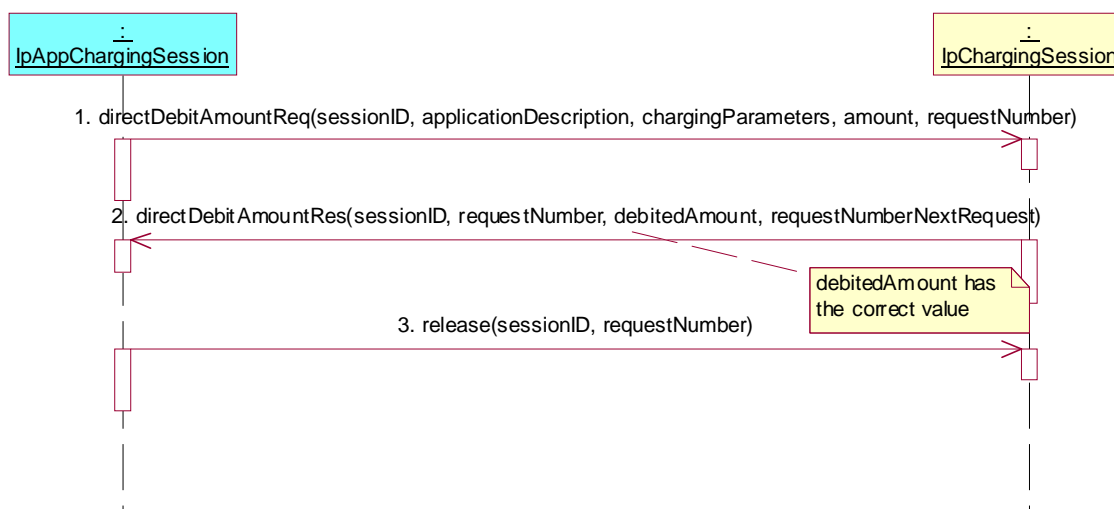 :
IpAppChargingSession
:
IpChargingSession
1. directDebitAmountReq(sessionID, applicationDescription, chargingParameters, amount, requestNumber)
2. directDebitAmountRes(sessionID, requestNumber, debitedAmount, requestNumberNextRequest)
debitedAmount has
the correct value
3. release(sessionID, requestNumber)